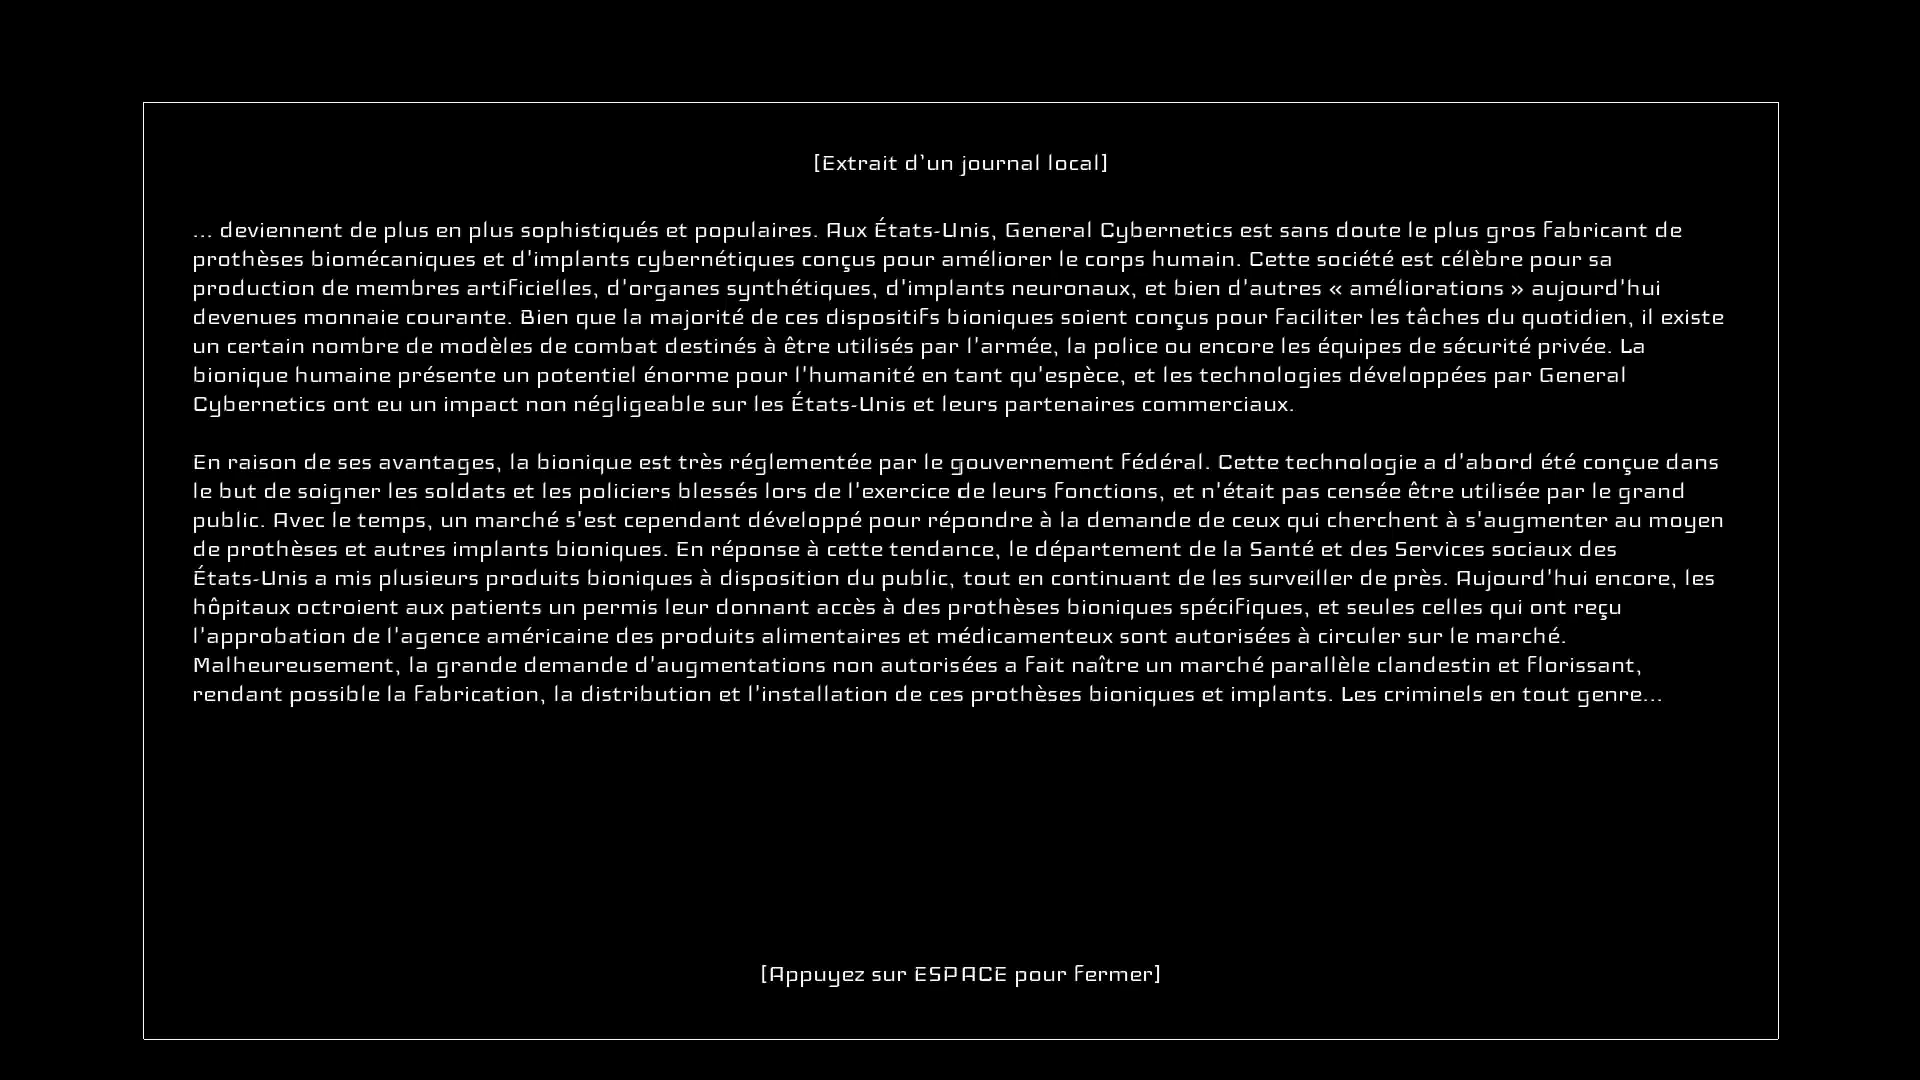 [Extrait d'un journal local]
... deviennent de plus en plus sophistiqués et populaires. Aux États-Unis, General Cybernetics est sans doute le plus gros fabricant de
prothèses biomécaniques et d'implants cybernétiques conçus pour améliorer le corps humain. Cette société est célèbre pour sa
production de membres artificielles, d'organes synthétiques, d'implants neuronaux, et bien d'autres « améliorations » aujourd'hui
devenues monnaie courante. Bien que la majorité de ces dispositifs bioniques soient conçus pour faciliter les tâches du quotidien, il existe
un certain nombre de modèles de combat destinés à être utilisés par l'armée, la police ou encore les équipes de sécurité privée. La
bionique humaine présente un potentiel énorme pour l'humanité en tant qu'espèce, et les technologies développées par General
Cybernetics ont eu un impact non négligeable sur les États-Unis et leurs partenaires commerciaux.
En raison de ses avantages, la bionique est très réglementée par le gouvernement fédéral. Cette technologie a d'abord été conçue dans
le but de soigner les soldats et les policiers blessés lors de l'exercice de leurs fonctions, et n'était pas censée être utilisée par le grand
public. Avec le temps, un marché s'est cependant développé pour répondre à la demande de ceux qui cherchent à s'augmenter au moyen
de prothèses et autres implants bioniques. En réponse à cette tendance, le département de la Santé et des Services sociaux des
États-Unis a mis plusieurs produits bioniques à disposition du public, tout en continuant de les surveiller de près. Aujourd'hui encore, les
hôpitaux octroient aux patients un permis leur donnant accès à des prothèses bioniques spécifiques, et seules celles qui ont reçu
l'approbation de l'agence américaine des produits alimentaires et médicamenteux sont autorisées à circuler sur le marché.
Malheureusement, la grande demande d'augmentations non autorisées a fait naître un marché parallèle clandestin et florissant,
rendant possible la fabrication, la distribution et l'installation de ces prothèses bioniques et implants. Les criminels en tout genre...
[Appuyez sur ESPACE pour fermer]